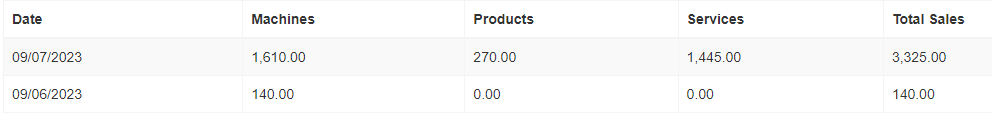 Date Machines Products Services Total Sales
09/07/2023 1,610.00 270.00 1,445.00 3,325.00
09/06/2023 140.00 0.00 0.00 140.00